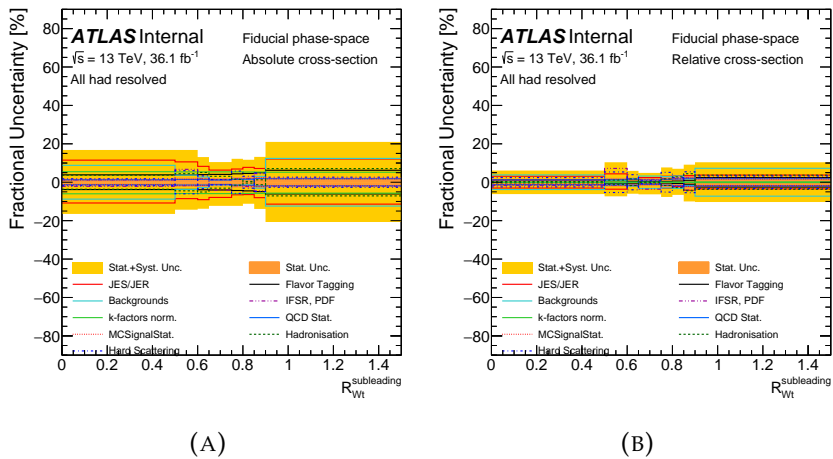 Fractional Uncertainty [%]
80
60
40
20
0
−20
−40
−60
−80
ATLAS Internal
√s = 13 TeV, 36.1 fb⁻¹
All had resolved
Fiducial phase-space
Absolute cross-section
Stat.+Syst. Unc.
Stat. Unc.
JES/JER
Flavor Tagging
Backgrounds
IFSR, PDF
k-factors norm.
QCD Stat.
MCSignalStat.
Hadronisation
Hard Scattering
0 0.2 0.4 0.6 0.8 1 1.2 1.4
R_Wt^subleading
(A)
Fractional Uncertainty [%]
80
60
40
20
0
−20
−40
−60
−80
ATLAS Internal
√s = 13 TeV, 36.1 fb⁻¹
All had resolved
Fiducial phase-space
Relative cross-section
Stat.+Syst. Unc.
Stat. Unc.
JES/JER
Flavor Tagging
Backgrounds
IFSR, PDF
k-factors norm.
QCD Stat.
MCSignalStat.
Hadronisation
Hard Scattering
0 0.2 0.4 0.6 0.8 1 1.2 1.4
R_Wt^subleading
(B)